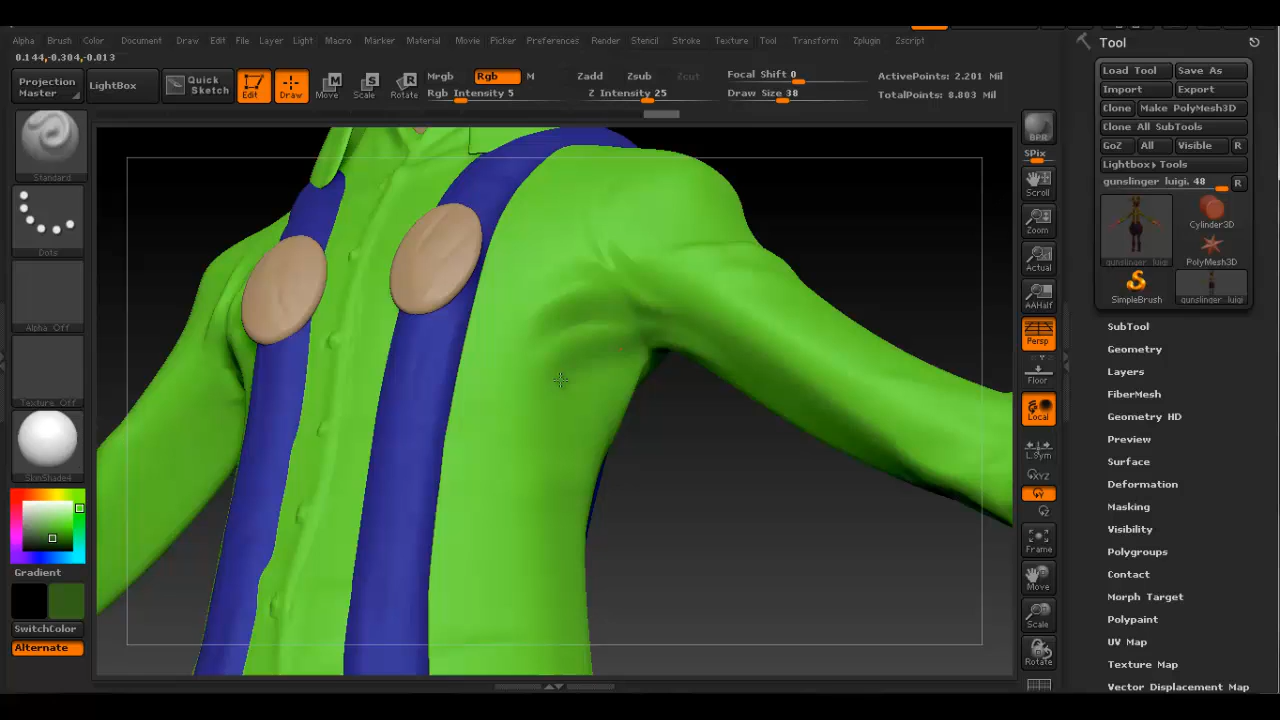 Alpha Brush Color Document Draw Edit File Layer Light Macro Marker Material Movie Picker Preferences Render Stencil Stroke Texture Tool Transform Zplugin Zscript
0.144,-0.304,-0.013
Projection Master
LightBox
Quick Sketch
Edit
Draw
Move
Scale
Rotate
Mrgb Rgb M
Rgb Intensity 5
Zadd Zsub Zcut
Z Intensity 25
Focal Shift 0
Draw Size 38
ActivePoints: 2.201 Mil
TotalPoints: 8.803 Mil
Standard
Dots
Alpha Off
Texture Off
SkinShade4
Gradient
SwitchColor
Alternate
BPR
SPix
Scroll
Zoom
Actual
AAHalf
Persp
Floor
Local
L.Sym
XYZ
Y
Z
Frame
Move
Scale
Rotate
Tool
Load Tool Save As
Import Export
Clone Make PolyMesh3D
Clone All SubTools
GoZ All Visible R
Lightbox▸Tools
gunslinger luigi. 48 R
gunslinger luig
Cylinder3D
PolyMesh3D
SimpleBrush
gunslinger luigi
SubTool
Geometry
Layers
FiberMesh
Geometry HD
Preview
Surface
Deformation
Masking
Visibility
Polygroups
Contact
Morph Target
Polypaint
UV Map
Texture Map
Vector Displacement Map